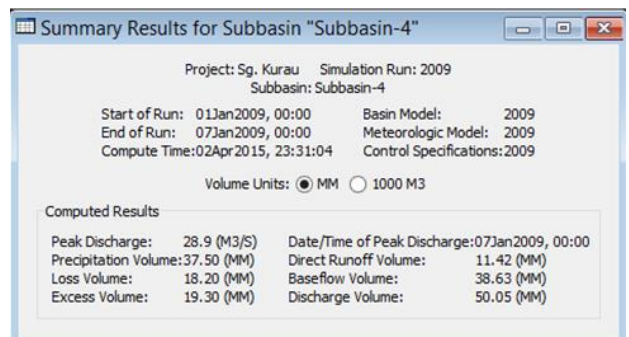 Summary Results for Subbasin "Subbasin-4"
Project: Sg. Kurau Simulation Run: 2009
Subbasin: Subbasin-4
Start of Run: 01Jan2009, 00:00 Basin Model: 2009
End of Run: 07Jan2009, 00:00 Meteorologic Model: 2009
Compute Time:02Apr2015, 23:31:04 Control Specifications:2009
Volume Units: MM 1000 M3
Computed Results
Peak Discharge: 28.9 (M3/S) Date/Time of Peak Discharge:07Jan2009, 00:00
Precipitation Volume:37.50 (MM) Direct Runoff Volume: 11.42 (MM)
Loss Volume: 18.20 (MM) Baseflow Volume: 38.63 (MM)
Excess Volume: 19.30 (MM) Discharge Volume: 50.05 (MM)